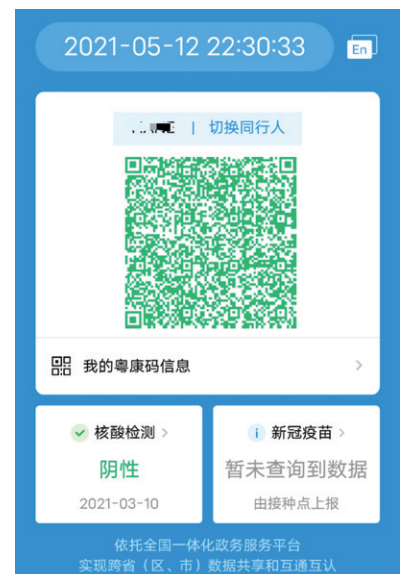 2021-05-12 22:30:33
En
| 切换同行人
我的粤康码信息 >
核酸检测 >
阴性
2021-03-10
i 新冠疫苗 >
暂未查询到数据
由接种点上报
依托全国一体化政务服务平台
实现跨省（区、市）数据共享和互通互认